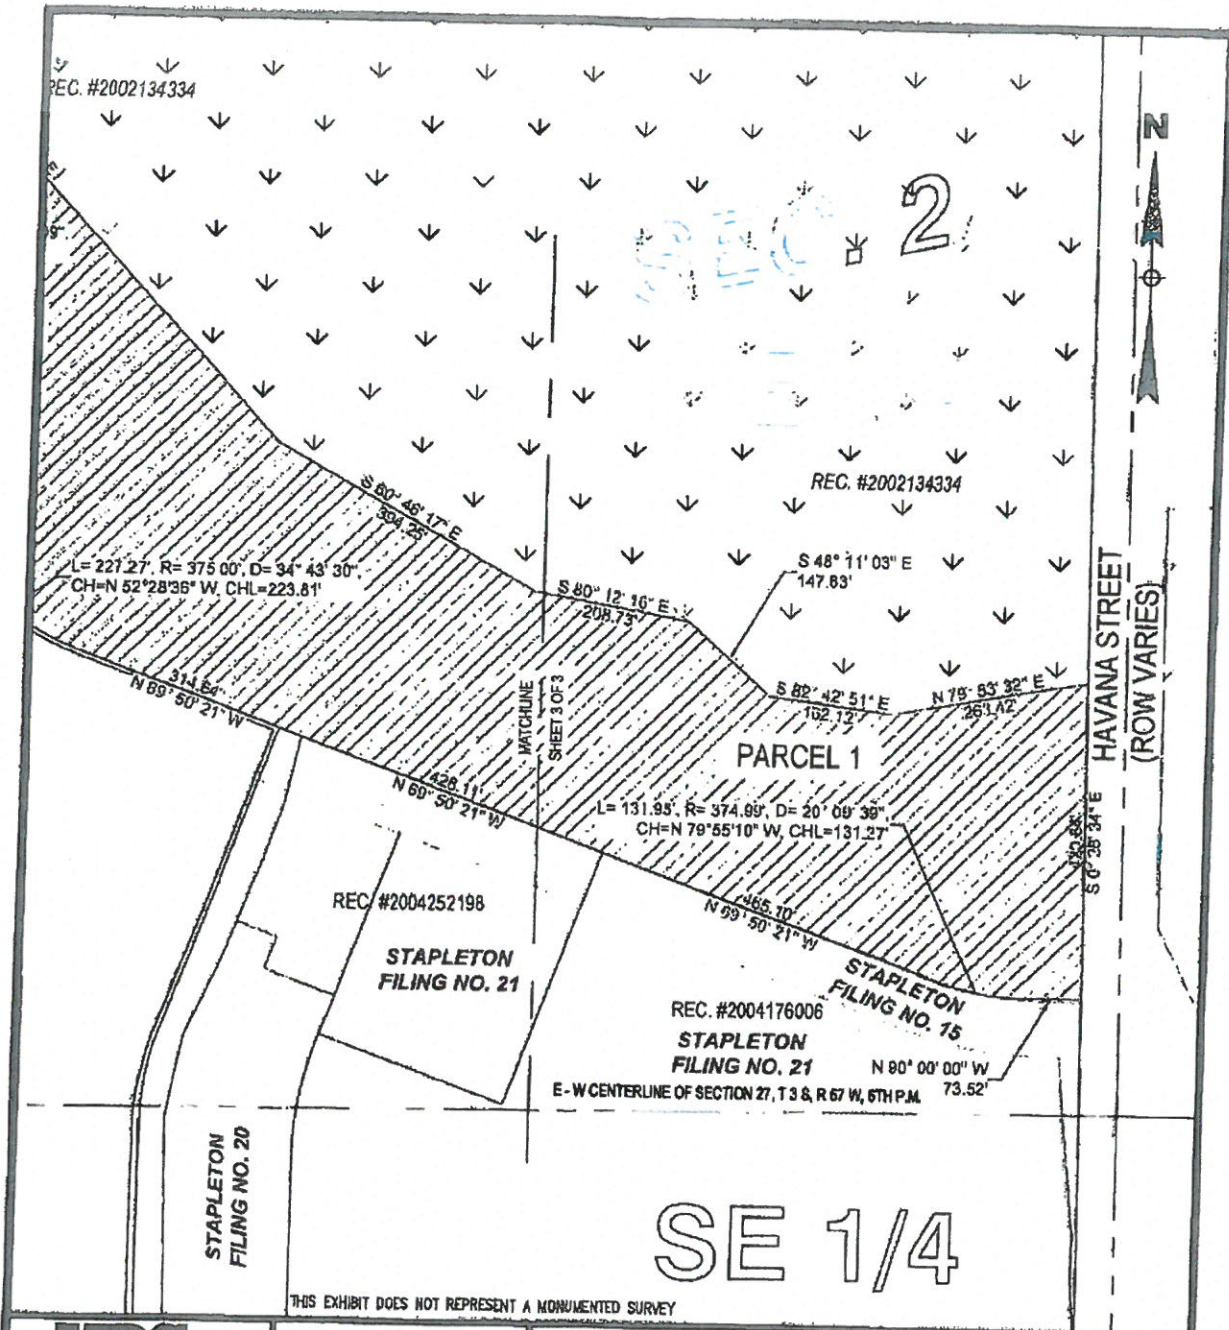 REC. #2002134334
N
SEC. 2
REC. #2002134334
S 60° 46' 17" E
394.25'
L= 227.27', R= 375.00', D= 34° 43' 30",
CH=N 52°28'36" W, CHL=223.81'
S 80° 12' 16" E
208.73'
S 48° 11' 03" E
147.83'
HAVANA STREET
(ROW VARIES)
314.64'
N 69° 50' 21" W
MATCHLINE
SHEET 3 OF 3
S 82° 42' 51" E
162.12'
N 79° 53' 32" E
263.42'
PARCEL 1
428.11'
N 69° 50' 21" W
L= 131.95', R= 374.99', D= 20° 09' 39",
CH=N 79°55'10" W, CHL=131.27'
S 0° 38' 34" E
REC. #2004252198
STAPLETON
FILING NO. 21
465.10'
N 69° 50' 21" W
STAPLETON
FILING NO. 15
REC. #2004176006
STAPLETON
FILING NO. 21
N 90° 00' 00" W
73.52'
E - W CENTERLINE OF SECTION 27, T 3 S, R 67 W, 6TH P.M.
STAPLETON
FILING NO. 20
SE 1/4
THIS EXHIBIT DOES NOT REPRESENT A MONUMENTED SURVEY